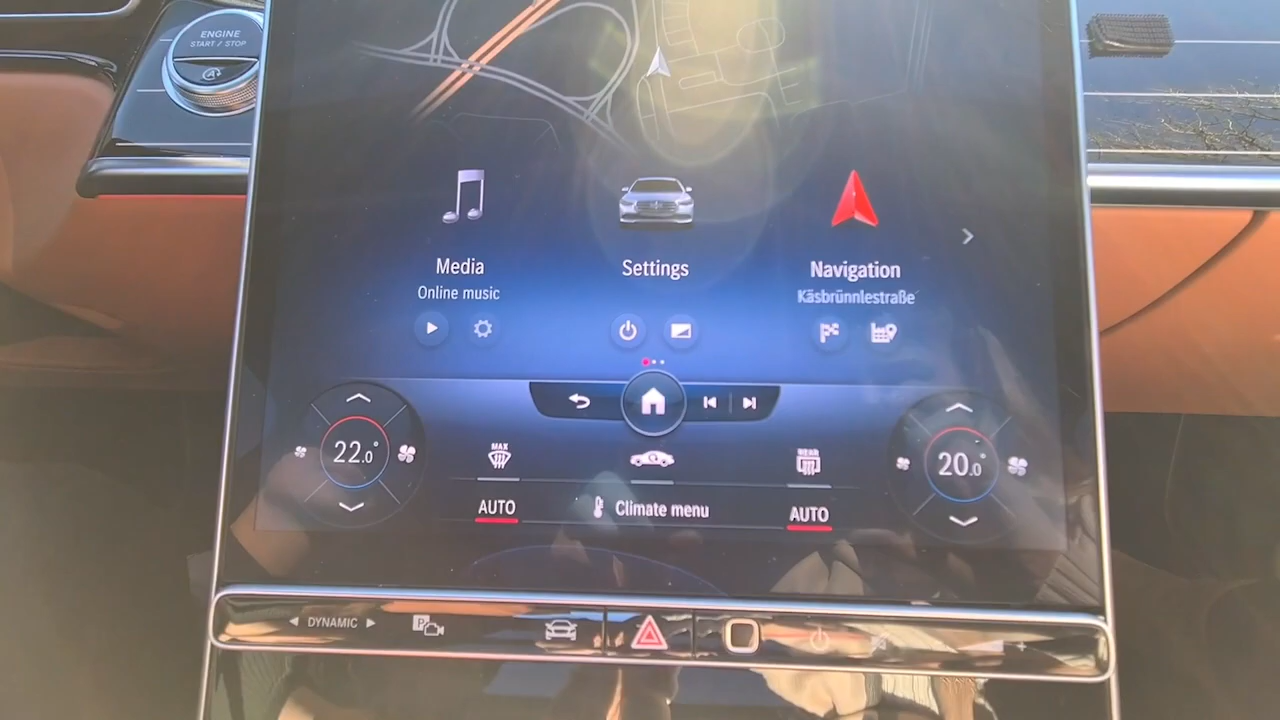 ENGINE
START / STOP
Media
Online music
Settings
Navigation
Käsbrünnlestraße
22.0°
MAX
REAR
20.0°
AUTO
Climate menu
AUTO
DYNAMIC
P